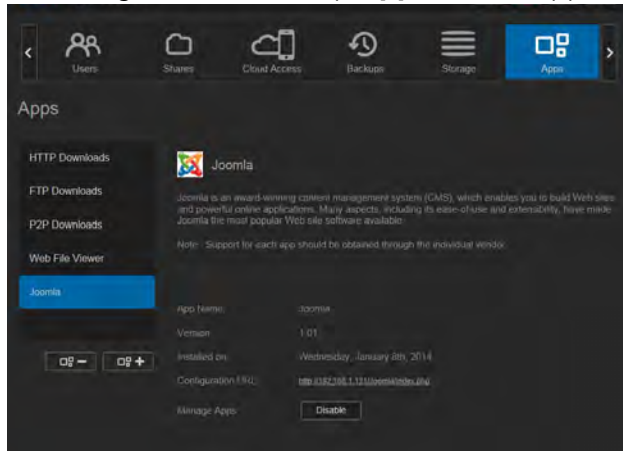 Users
Shares
Cloud Access
Backups
Storage
Apps
Apps
HTTP Downloads
FTP Downloads
P2P Downloads
Web File Viewer
Joomla
Joomla
Joomla is an award-winning content management system (CMS), which enables you to build Web sites
and powerful online applications. Many aspects, including its ease-of-use and extensibility, have made
Joomla the most popular Web site software available.
Note: Support for each app should be obtained through the individual vendor.
App Name: Joomla
Version: 1.01
Installed on: Wednesday, January 8th, 2014
Configuration URL:
Manage Apps: Disable